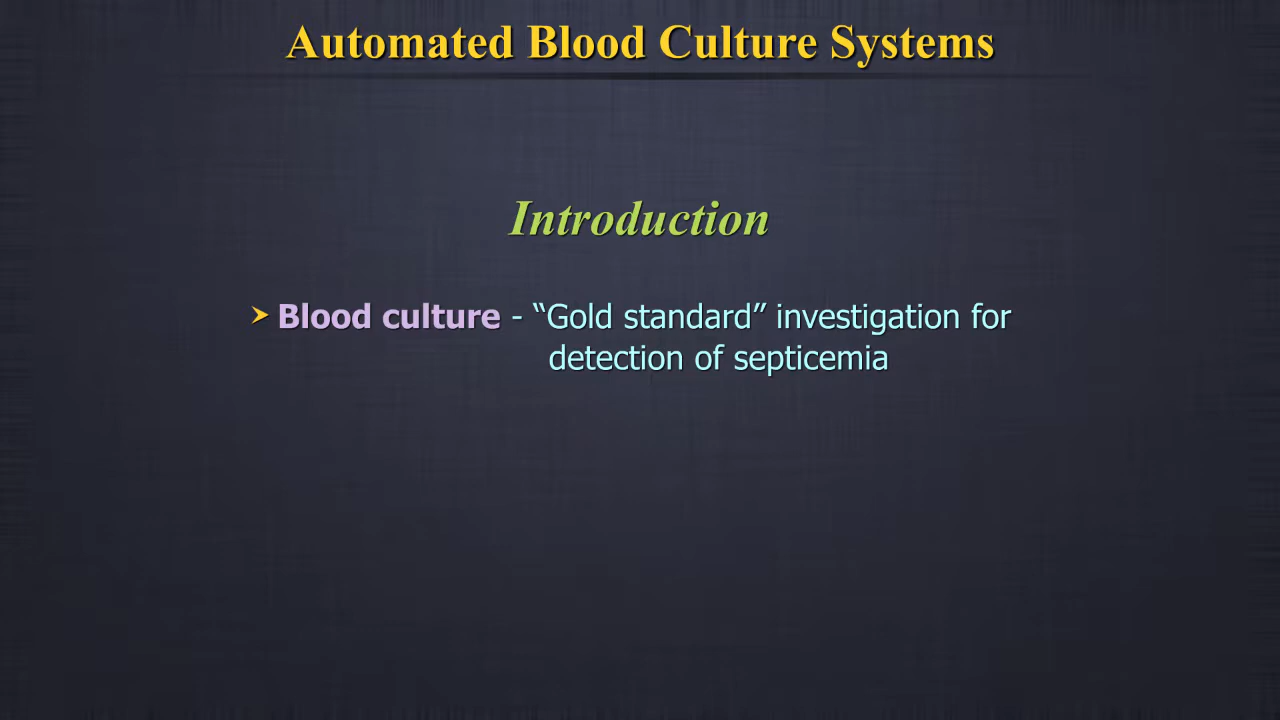 Automated Blood Culture Systems
Introduction
➤ Blood culture - “Gold standard” investigation for
detection of septicemia